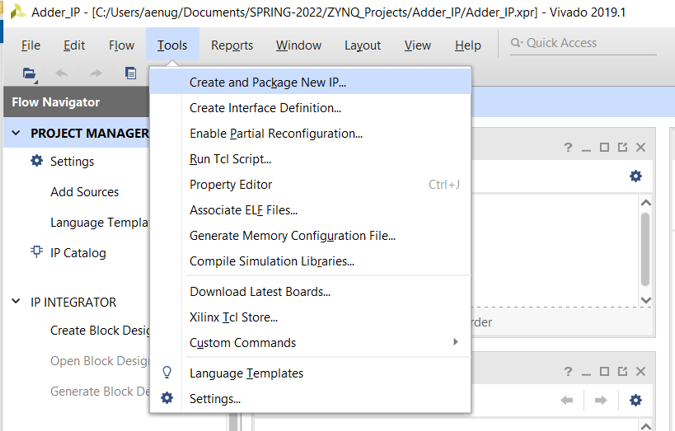 Adder_IP - [C:/Users/aenug/Documents/SPRING-2022/ZYNQ_Projects/Adder_IP/Adder_IP.xpr] - Vivado 2019.1
File Edit Flow Tools Reports Window Layout View Help Quick Access
Flow Navigator
PROJECT MANAGER
Settings
Add Sources
Language Templa
IP Catalog
IP INTEGRATOR
Create Block Desig
Open Block Design
Generate Block De
Create and Package New IP...
Create Interface Definition...
Enable Partial Reconfiguration...
Run Tcl Script...
Property Editor Ctrl+J
Associate ELF Files...
Generate Memory Configuration File...
Compile Simulation Libraries...
Download Latest Boards...
Xilinx Tcl Store...
Custom Commands
Language Templates
Settings...
rder